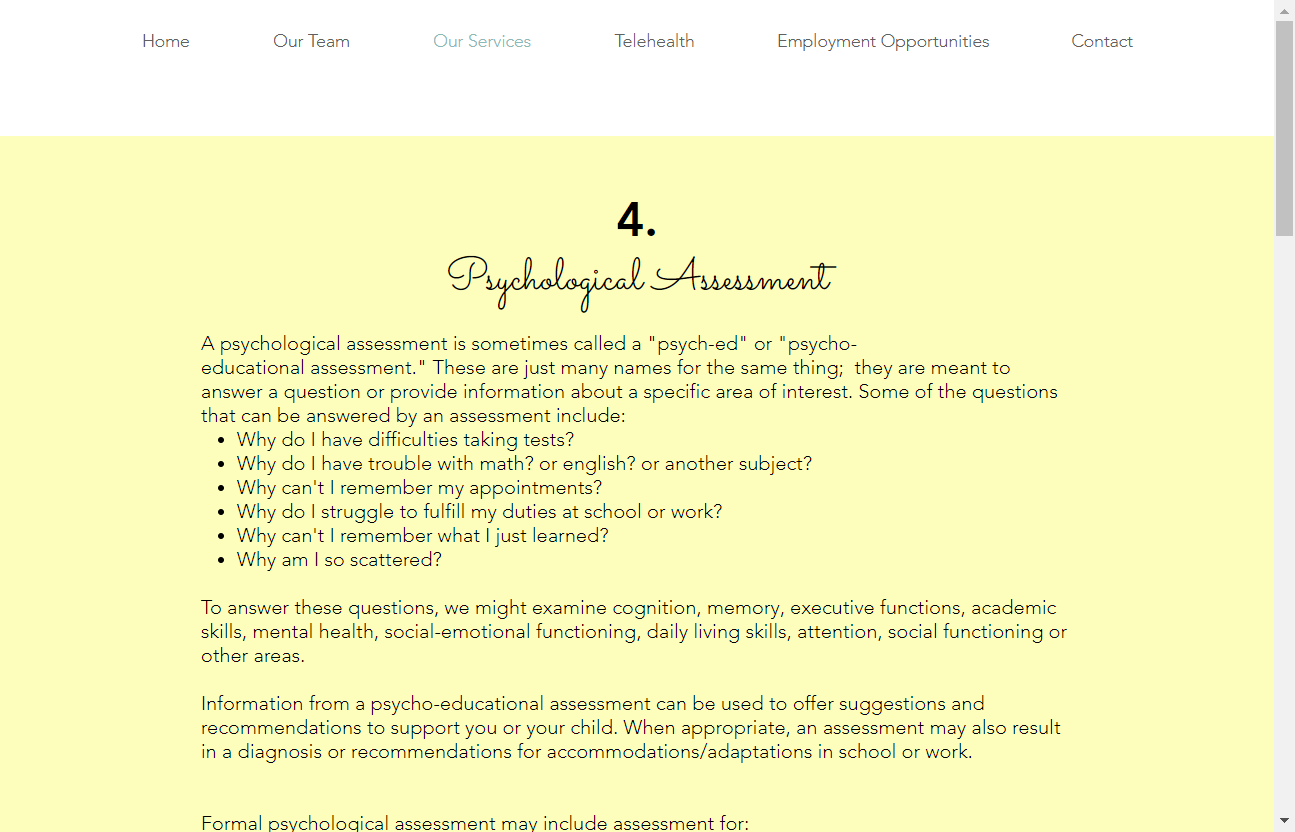 Home Our Team Our Services Telehealth Employment Opportunities Contact
4.
Psychological Assessment
A psychological assessment is sometimes called a "psych-ed" or "psycho-
educational assessment." These are just many names for the same thing;  they are meant to
answer a question or provide information about a specific area of interest. Some of the questions
that can be answered by an assessment include:
• Why do I have difficulties taking tests?
• Why do I have trouble with math? or english? or another subject?
• Why can't I remember my appointments?
• Why do I struggle to fulfill my duties at school or work?
• Why can't I remember what I just learned?
• Why am I so scattered?
To answer these questions, we might examine cognition, memory, executive functions, academic
skills, mental health, social-emotional functioning, daily living skills, attention, social functioning or
other areas.
Information from a psycho-educational assessment can be used to offer suggestions and
recommendations to support you or your child. When appropriate, an assessment may also result
in a diagnosis or recommendations for accommodations/adaptations in school or work.
Formal psychological assessment may include assessment for: